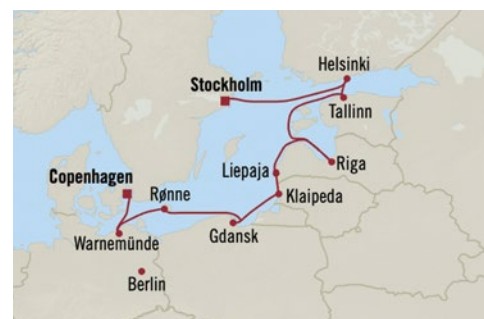 Helsinki
Stockholm
Tallinn
Riga
Liepaja
Copenhagen
Rønne
Klaipeda
Gdansk
Warnemünde
Berlin